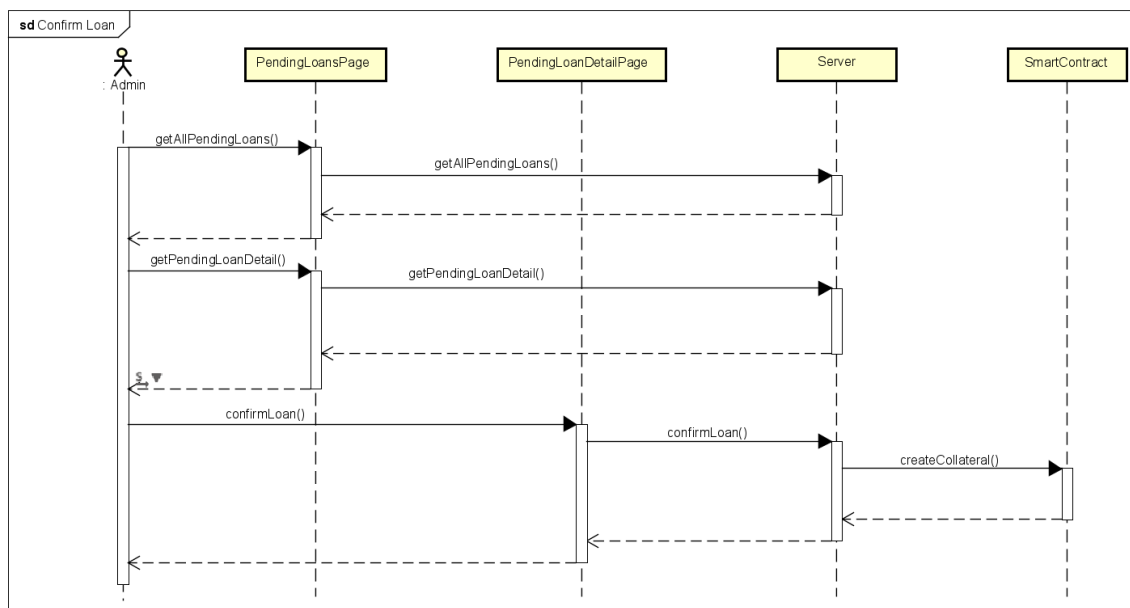 sd Confirm Loan
PendingLoansPage
PendingLoanDetailPage
Server
SmartContract
: Admin
getAllPendingLoans()
getAllPendingLoans()
getPendingLoanDetail()
getPendingLoanDetail()
confirmLoan()
confirmLoan()
createCollateral()